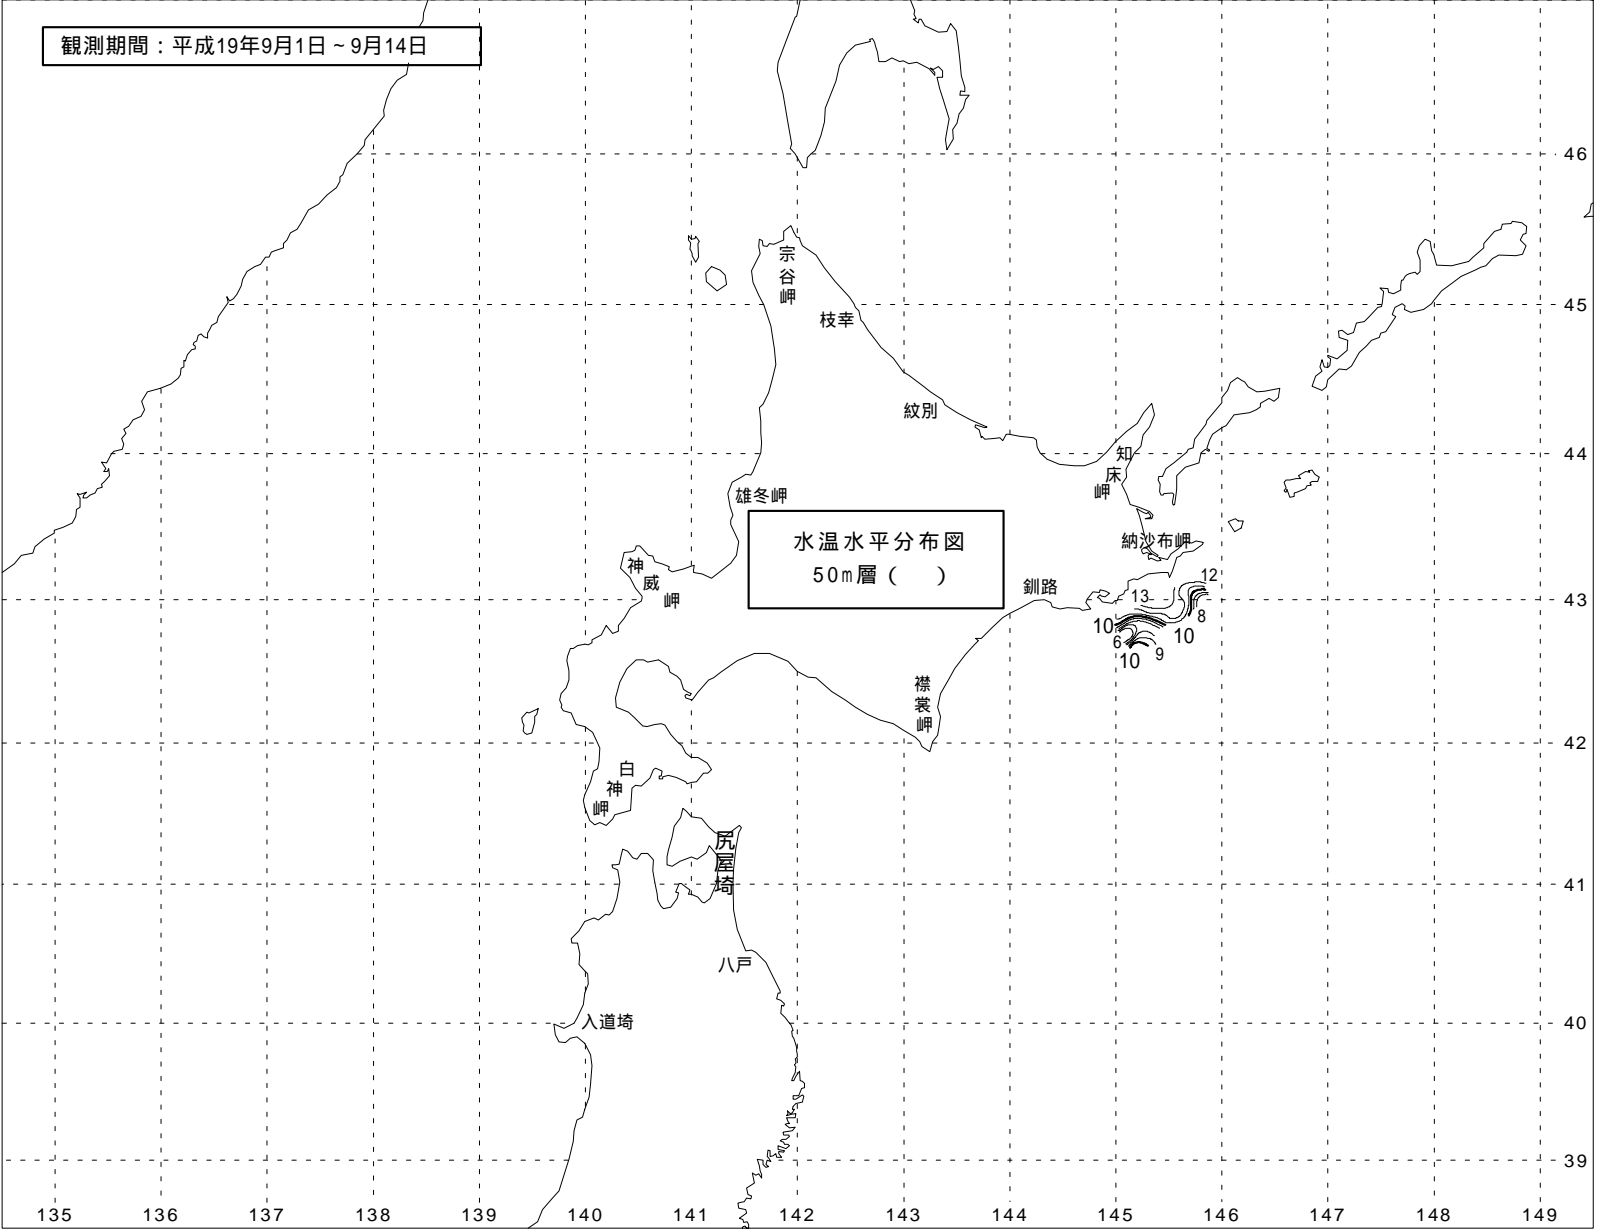 観測期間：平成19年9月1日～9月14日
46
宗谷岬
45
枝幸
紋別
44
知床岬
雄冬岬
水温水平分布図
50m層（　）
納沙布岬
神威岬
釧路
12
13
43
8
10
10
6
9
10
襟裳岬
42
白神岬
尻屋埼
41
八戸
入道埼
40
39
135 136 137 138 139 140 141 142 143 144 145 146 147 148 149